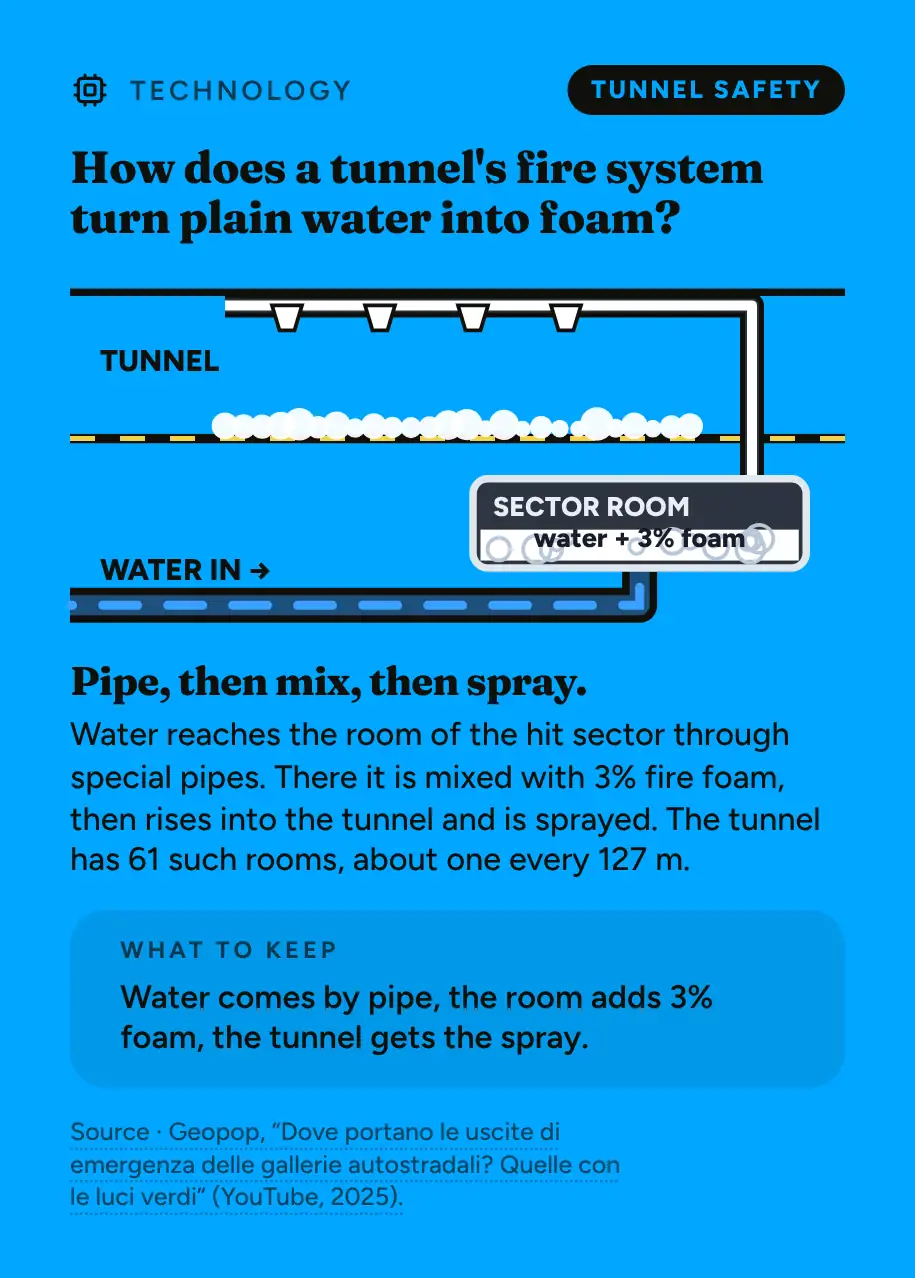 TECHNOLOGY
TUNNEL SAFETY
How does a tunnel's fire system
turn plain water into foam?
TUNNEL
SECTOR ROOM
water + 3% foam
WATER IN →
Pipe, then mix, then spray.
Water reaches the room of the hit sector through
special pipes. There it is mixed with 3% fire foam,
then rises into the tunnel and is sprayed. The tunnel
has 61 such rooms, about one every 127 m.
WHAT TO KEEP
Water comes by pipe, the room adds 3%
foam, the tunnel gets the spray.
Source · Geopop, “Dove portano le uscite di
emergenza delle gallerie autostradali? Quelle con
le luci verdi” (YouTube, 2025).